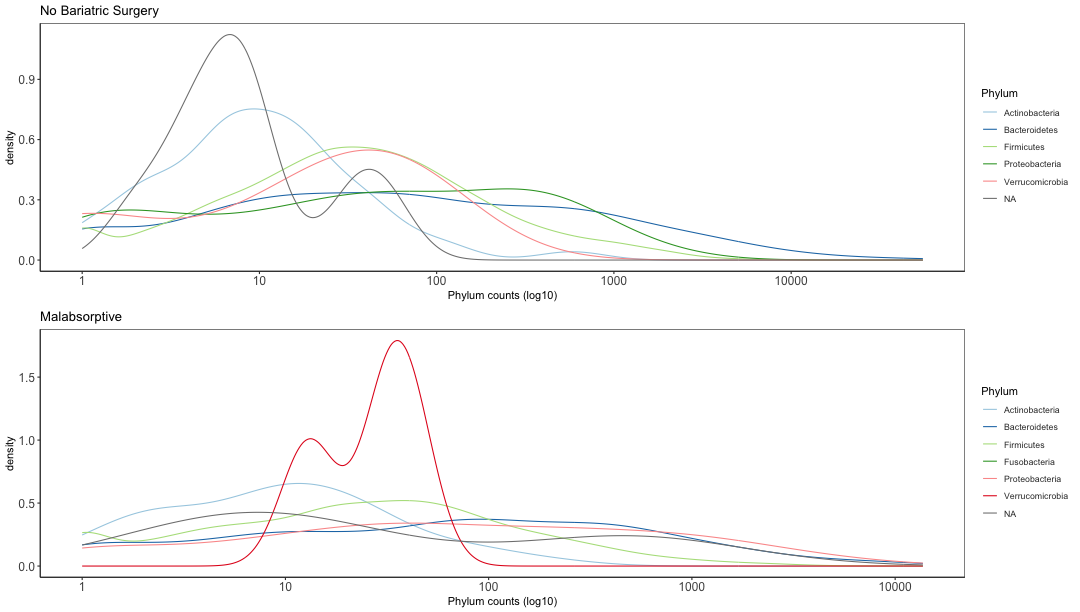 No Bariatric Surgery
density
0.9
0.6
0.3
0.0
1 10 100 1000 10000
Phylum counts (log10)
Phylum
Actinobacteria
Bacteroidetes
Firmicutes
Proteobacteria
Verrucomicrobia
NA
Malabsorptive
density
1.5
1.0
0.5
0.0
1 10 100 1000 10000
Phylum counts (log10)
Phylum
Actinobacteria
Bacteroidetes
Firmicutes
Fusobacteria
Proteobacteria
Verrucomicrobia
NA